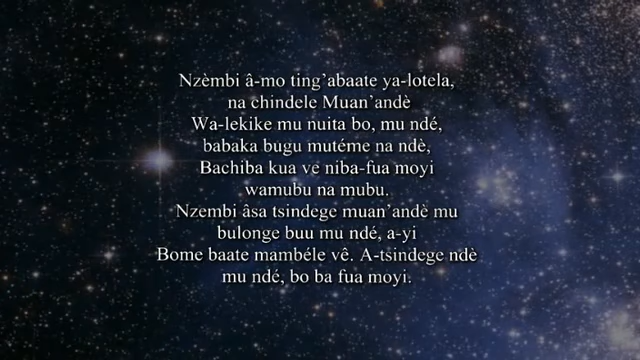 Nzèmbi â-mo ting'abaate ya-lotela,
na chindele Muan'andè
Wa-lekike mu nuita bo, mu ndé,
babaka bugu mutéme na ndè,
Bachiba kua ve niba-fua moyi
wamubu na mubu.
Nzembi âsa tsindege muan'andè mu
bulonge buu mu ndé, a-yi
Bome baate mambéle vê. A-tsindege ndè
mu ndé, bo ba fua moyi.